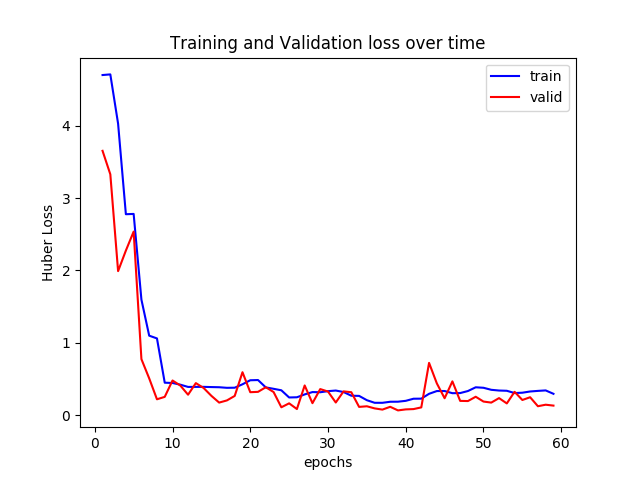 Training and Validation loss over time
train
valid
Huber Loss
4
3
2
1
0
0 10 20 30 40 50 60
epochs